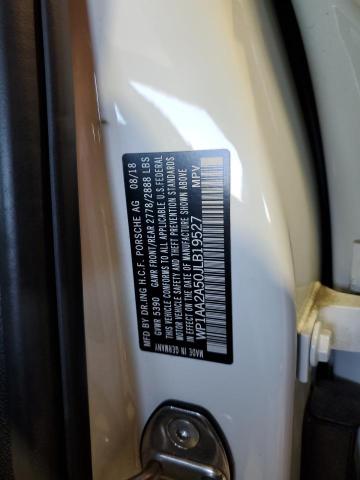 MFD BY DR.ING H.C.F. PORSCHE AG 08/18
GVWR 5390 GAWR FRONT/REAR 2778/2888 LBS
THIS VEHICLE CONFORMS TO ALL APPLICABLE U.S. FEDERAL
MOTOR VEHICLE SAFETY AND THEFT PREVENTION STANDARDS
IN EFFECT ON THE DATE OF MANUFACTURE SHOWN ABOVE
WP1AA2A50JLB19527 MPV
MADE IN GERMANY